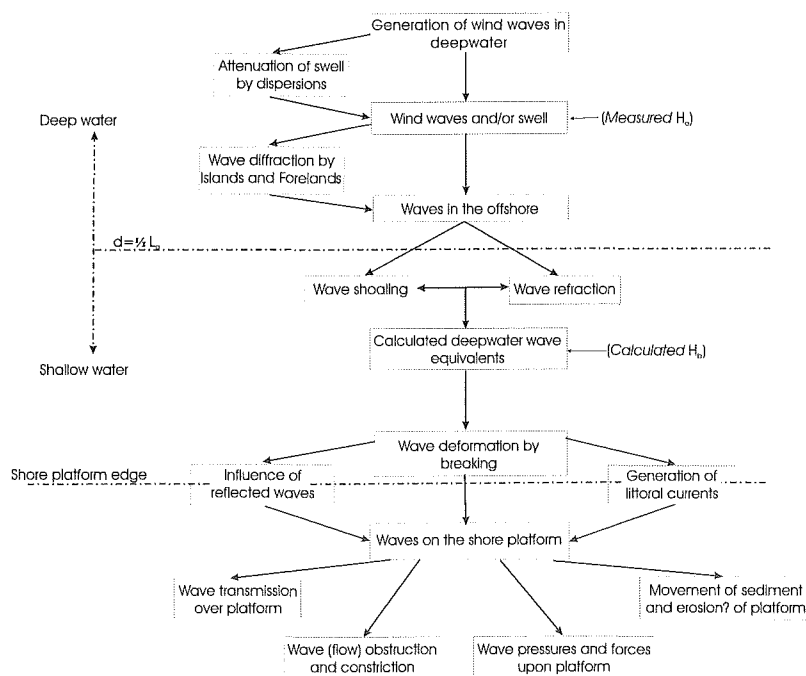 Generation of wind waves in
deepwater
Attenuation of swell
by dispersions
Deep water
Wind waves and/or swell
(Measured Hₒ)
Wave diffraction by
Islands and Forelands
Waves in the offshore
d=½ Lₒ
Wave shoaling
Wave refraction
Calculated deepwater wave
equivalents
(Calculated H_b)
Shallow water
Wave deformation by
breaking
Shore platform edge
Influence of
reflected waves
Generation of
littoral currents
Waves on the shore platform
Wave transmission
over platform
Movement of sediment
and erosion? of platform
Wave (flow) obstruction
and constriction
Wave pressures and forces
upon platform